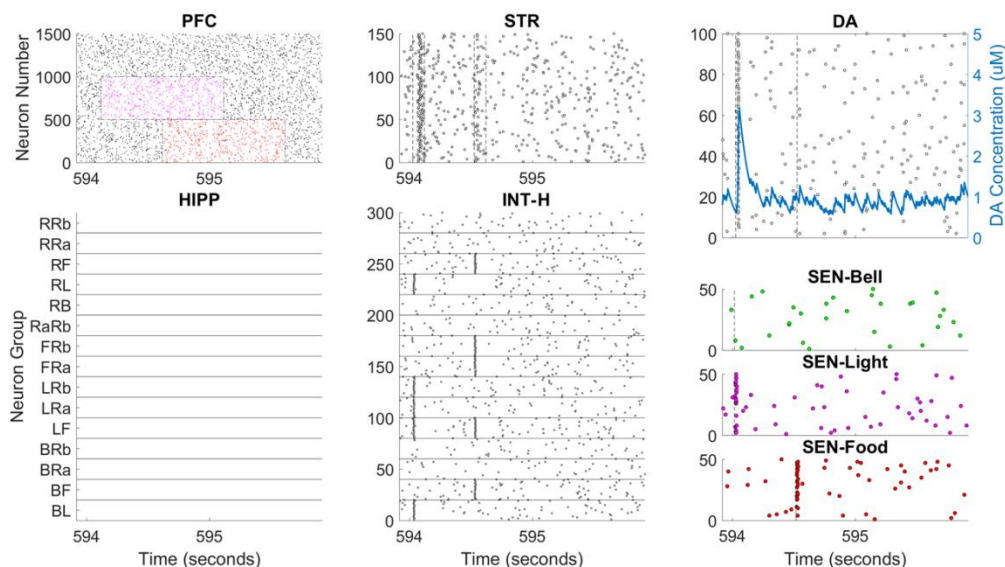 PFC
Neuron Number
1500
1000
500
0
594
595
STR
150
100
50
0
594
595
DA
100
80
60
40
20
0
5
4
3
2
1
0
DA Concentration (uM)
HIPP
Neuron Group
RRb
RRa
RF
RL
RB
RaRb
FRb
FRa
LRb
LRa
LF
BRb
BRa
BF
BL
594
595
Time (seconds)
INT-H
300
250
200
150
100
50
0
594
595
Time (seconds)
SEN-Bell
50
0
SEN-Light
50
0
SEN-Food
50
0
594
595
Time (seconds)